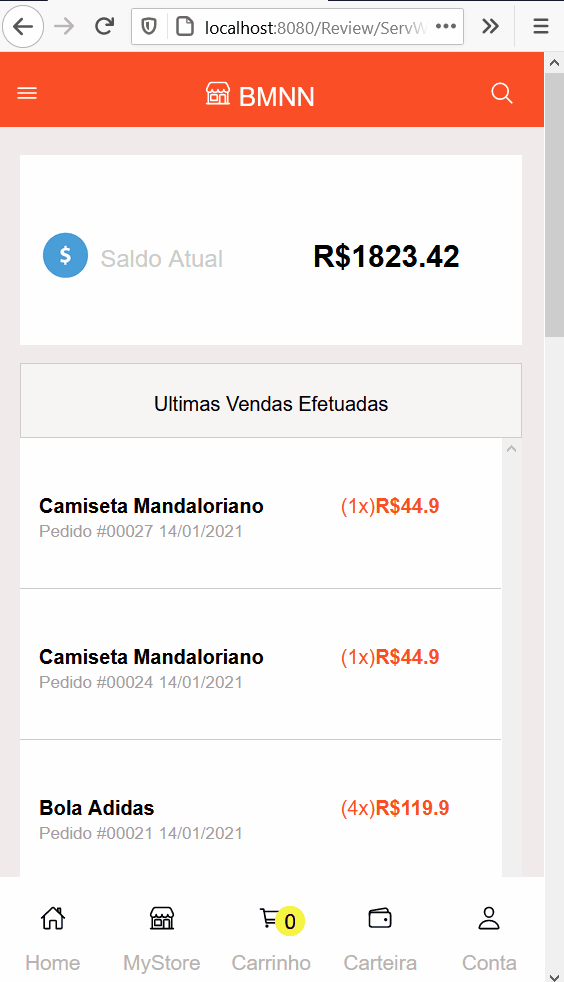 localhost:8080/Review/ServW
BMNN
$
Saldo Atual R$1823.42
Ultimas Vendas Efetuadas
Camiseta Mandaloriano (1x)R$44.9
Pedido #00027 14/01/2021
Camiseta Mandaloriano (1x)R$44.9
Pedido #00024 14/01/2021
Bola Adidas (4x)R$119.9
Pedido #00021 14/01/2021
0
Home MyStore Carrinho Carteira Conta